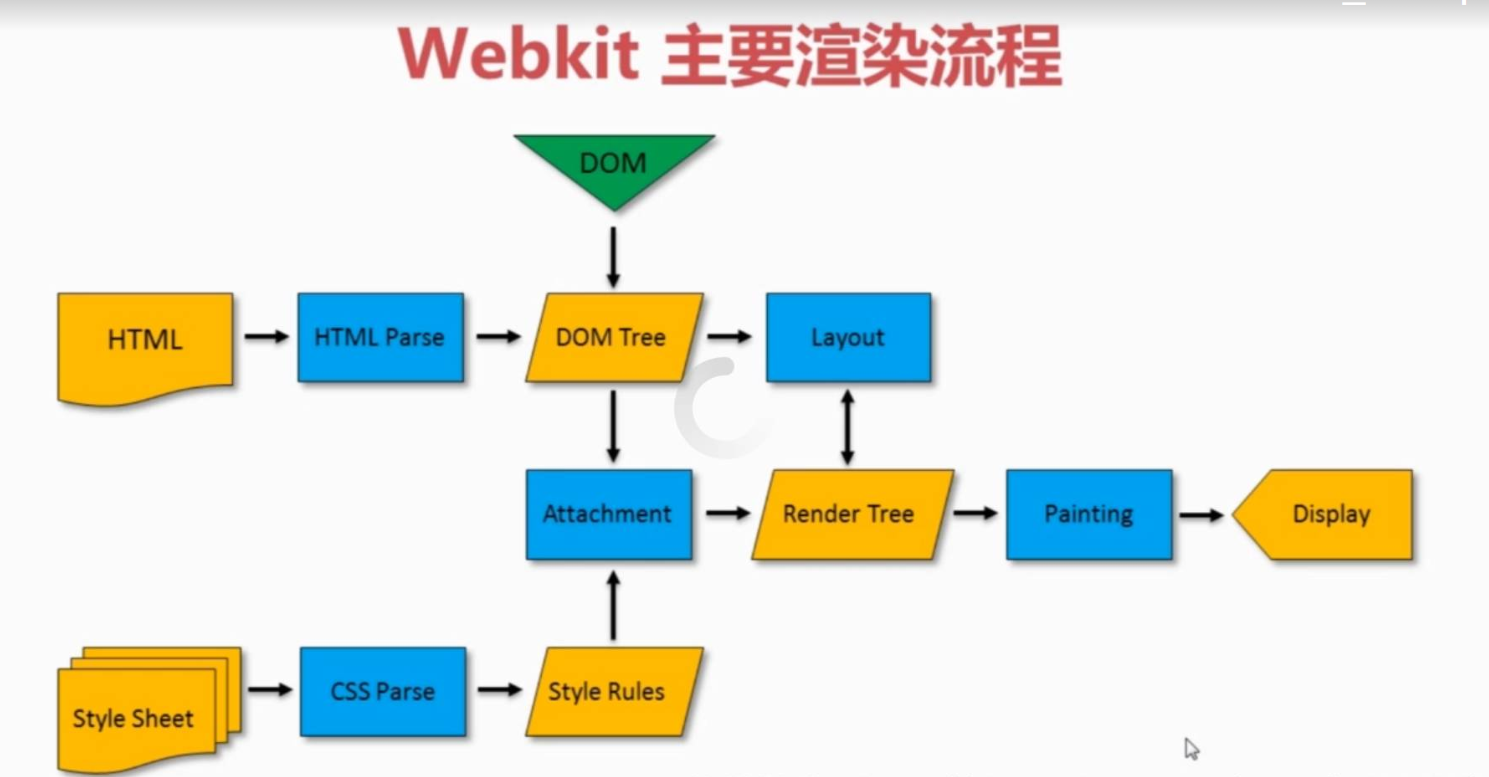 Webkit 主要渲染流程
DOM
HTML
HTML Parse
DOM Tree
Layout
Attachment
Render Tree
Painting
Display
Style Sheet
CSS Parse
Style Rules